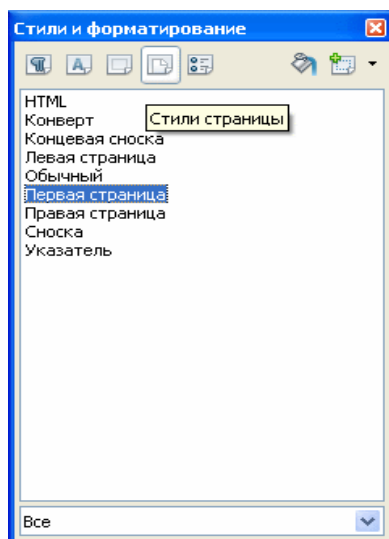 Стили и форматирование
HTML
Конверт
Стили страницы
Концевая сноска
Левая страница
Обычный
Первая страница
Правая страница
Сноска
Указатель
Все